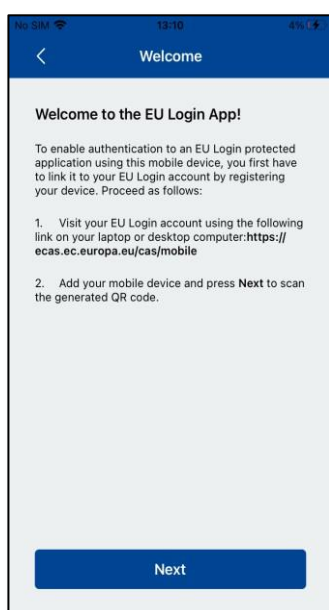 No SIM 13:10 4%
Welcome
Welcome to the EU Login App!
To enable authentication to an EU Login protected
application using this mobile device, you first have
to link it to your EU Login account by registering
your device. Proceed as follows:
1. Visit your EU Login account using the following
link on your laptop or desktop computer:https://
ecas.ec.europa.eu/cas/mobile
2. Add your mobile device and press Next to scan
the generated QR code.
Next